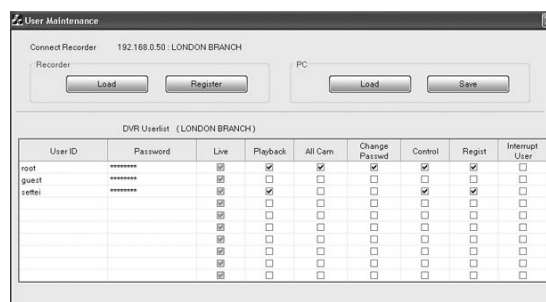 User Maintenance
Connect Recorder 192.168.0.50 : LONDON BRANCH
Recorder
Load Register
PC
Load Save
DVR Userlist ( LONDON BRANCH )
User ID Password Live Playback All Cam Change Passwd Control Regist Interrupt User
root ********
guest ********
settei ********